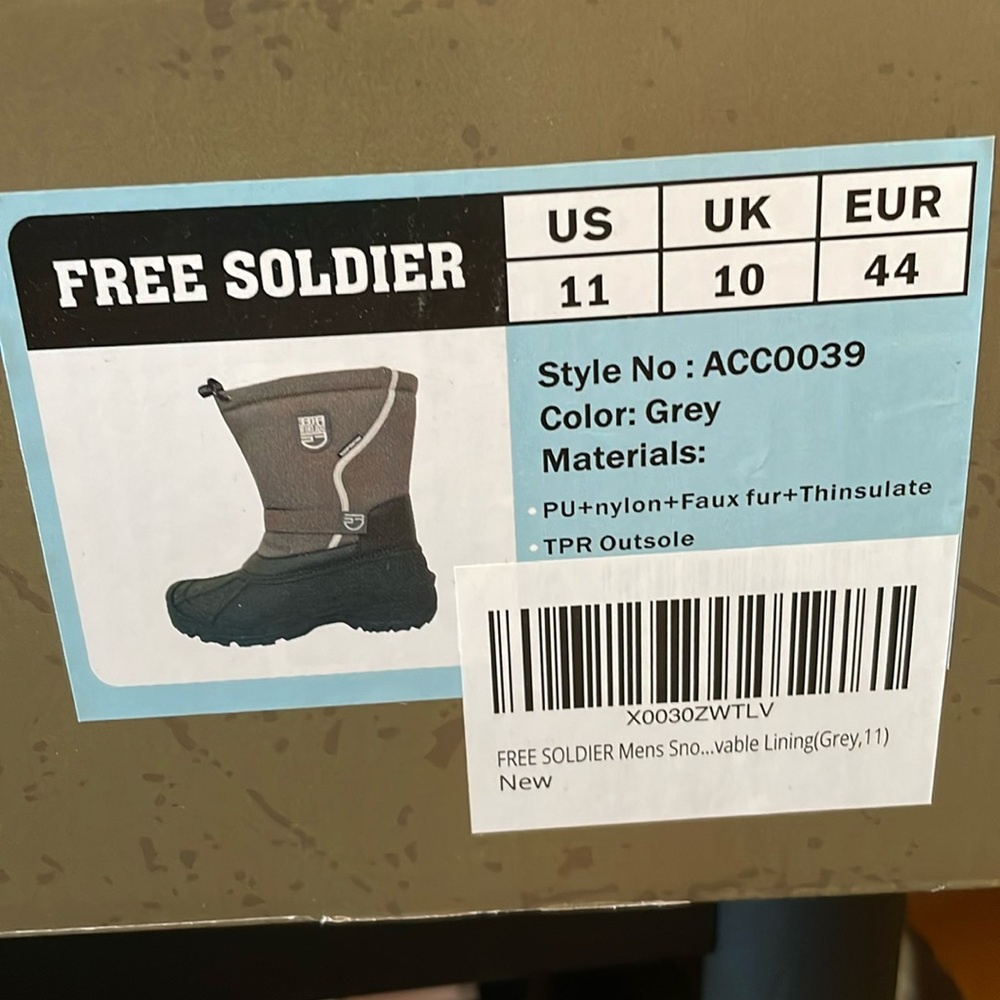 FREE SOLDIER
US UK EUR
11 10 44
Style No : ACC0039
Color: Grey
Materials:
• PU+nylon+Faux fur+Thinsulate
• TPR Outsole
X0030ZWTLV
FREE SOLDIER Mens Sno...vable Lining(Grey,11)
New